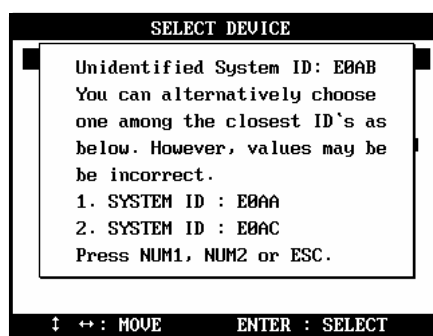 SELECT DEVICE
Unidentified System ID: E0AB
You can alternatively choose
one among the closest ID`s as
below. However, values may be
be incorrect.
1. SYSTEM ID : E0AA
2. SYSTEM ID : E0AC
Press NUM1, NUM2 or ESC.
↕ ↔: MOVE ENTER : SELECT